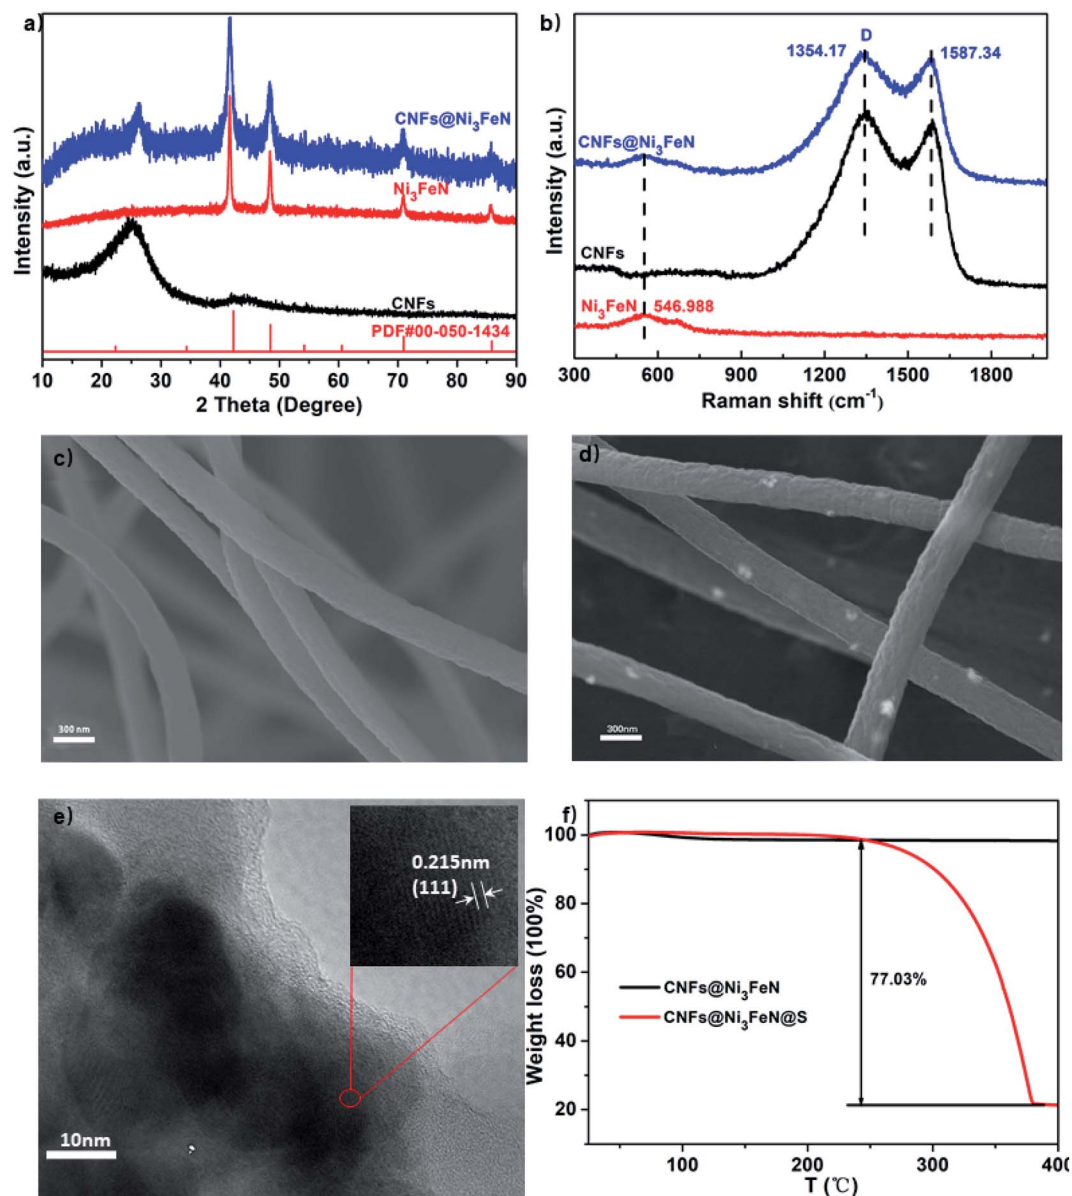 a)
Intensity (a.u.)
CNFs@Ni₃FeN
Ni₃FeN
CNFs
PDF#00-050-1434
10 20 30 40 50 60 70 80 90
2 Theta (Degree)
b)
Intensity (a.u.)
D
1354.17
1587.34
CNFs@Ni₃FeN
CNFs
Ni₃FeN 546.988
300 600 900 1200 1500 1800
Raman shift (cm⁻¹)
c)
300 nm
d)
300nm
e)
0.215nm
(111)
10nm
f)
Weight loss (100%)
100
80
60
40
20
77.03%
CNFs@Ni₃FeN
CNFs@Ni₃FeN@S
100 200 300 400
T (℃)